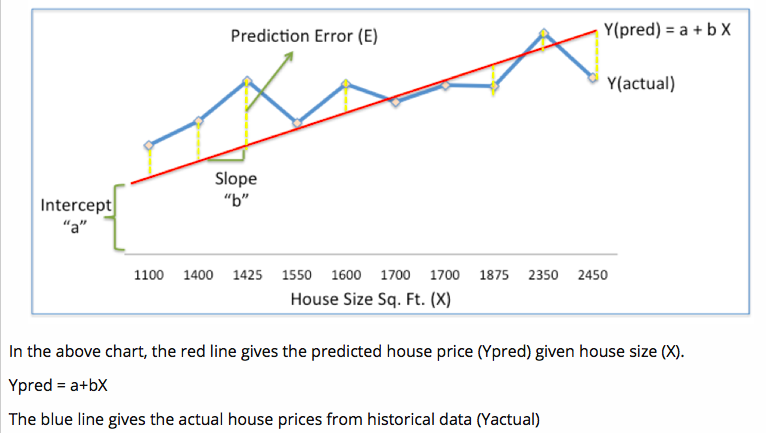 Prediction Error (E)
Y(pred) = a + b X
Y(actual)
Slope
“b”
Intercept
“a”
1100 1400 1425 1550 1600 1700 1700 1875 2350 2450
House Size Sq. Ft. (X)
In the above chart, the red line gives the predicted house price (Ypred) given house size (X).
Ypred = a+bX
The blue line gives the actual house prices from historical data (Yactual)